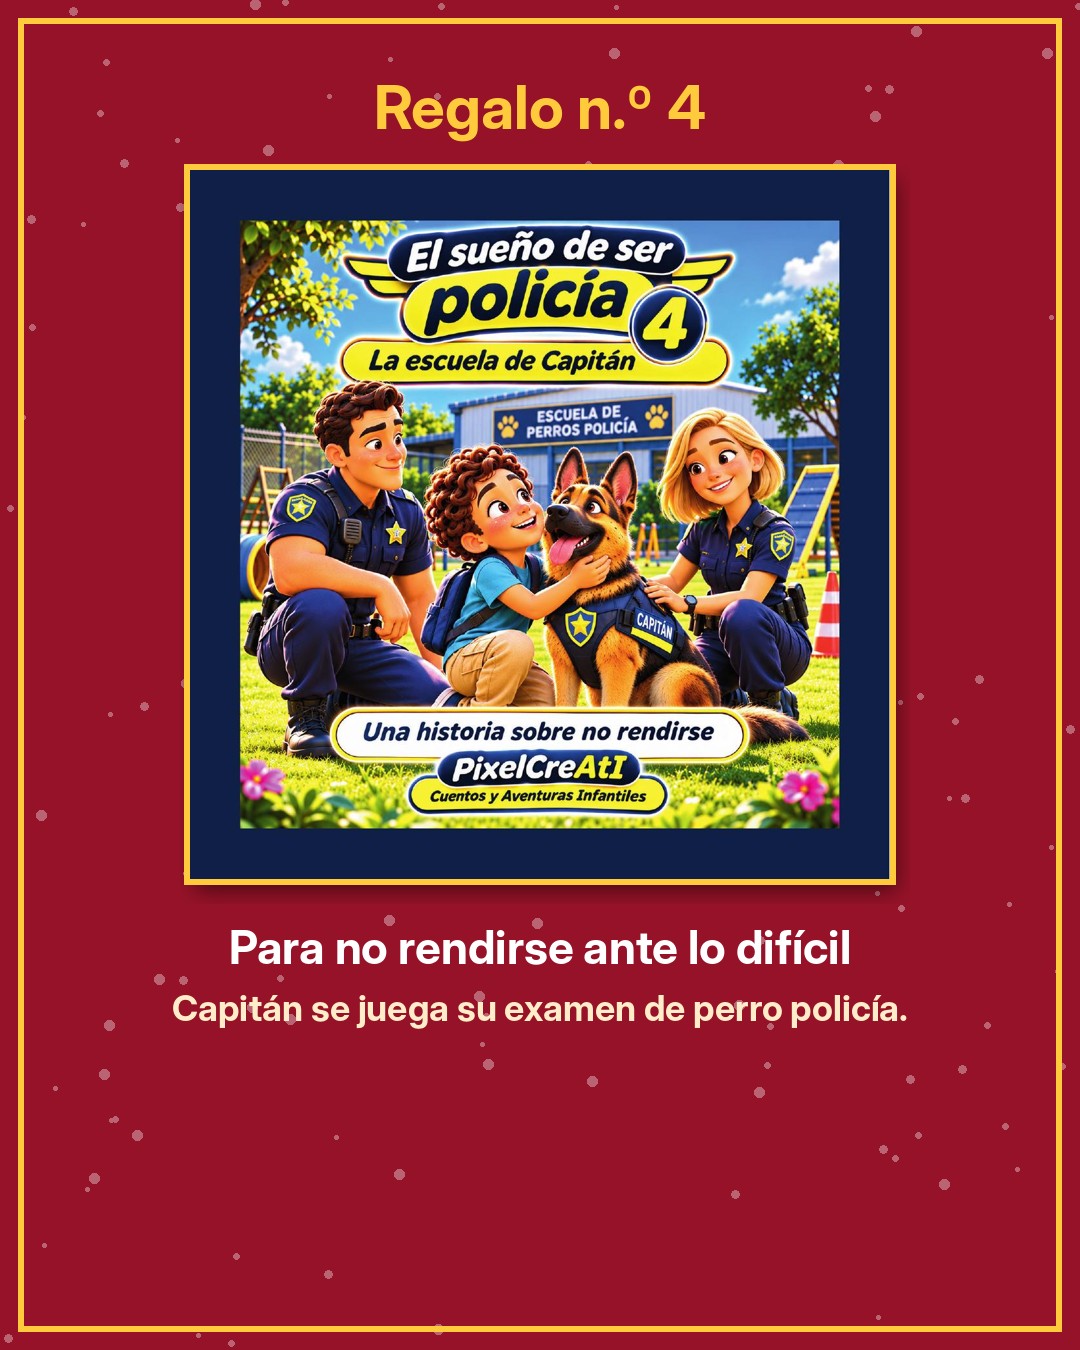 Regalo n.º 4
El sueño de ser
policía
4
La escuela de Capitán
ESCUELA DE
PERROS POLICÍA
CAPITÁN
Una historia sobre no rendirse
PixelCreAtI
Cuentos y Aventuras Infantiles
Para no rendirse ante lo difícil
Capitán se juega su examen de perro policía.